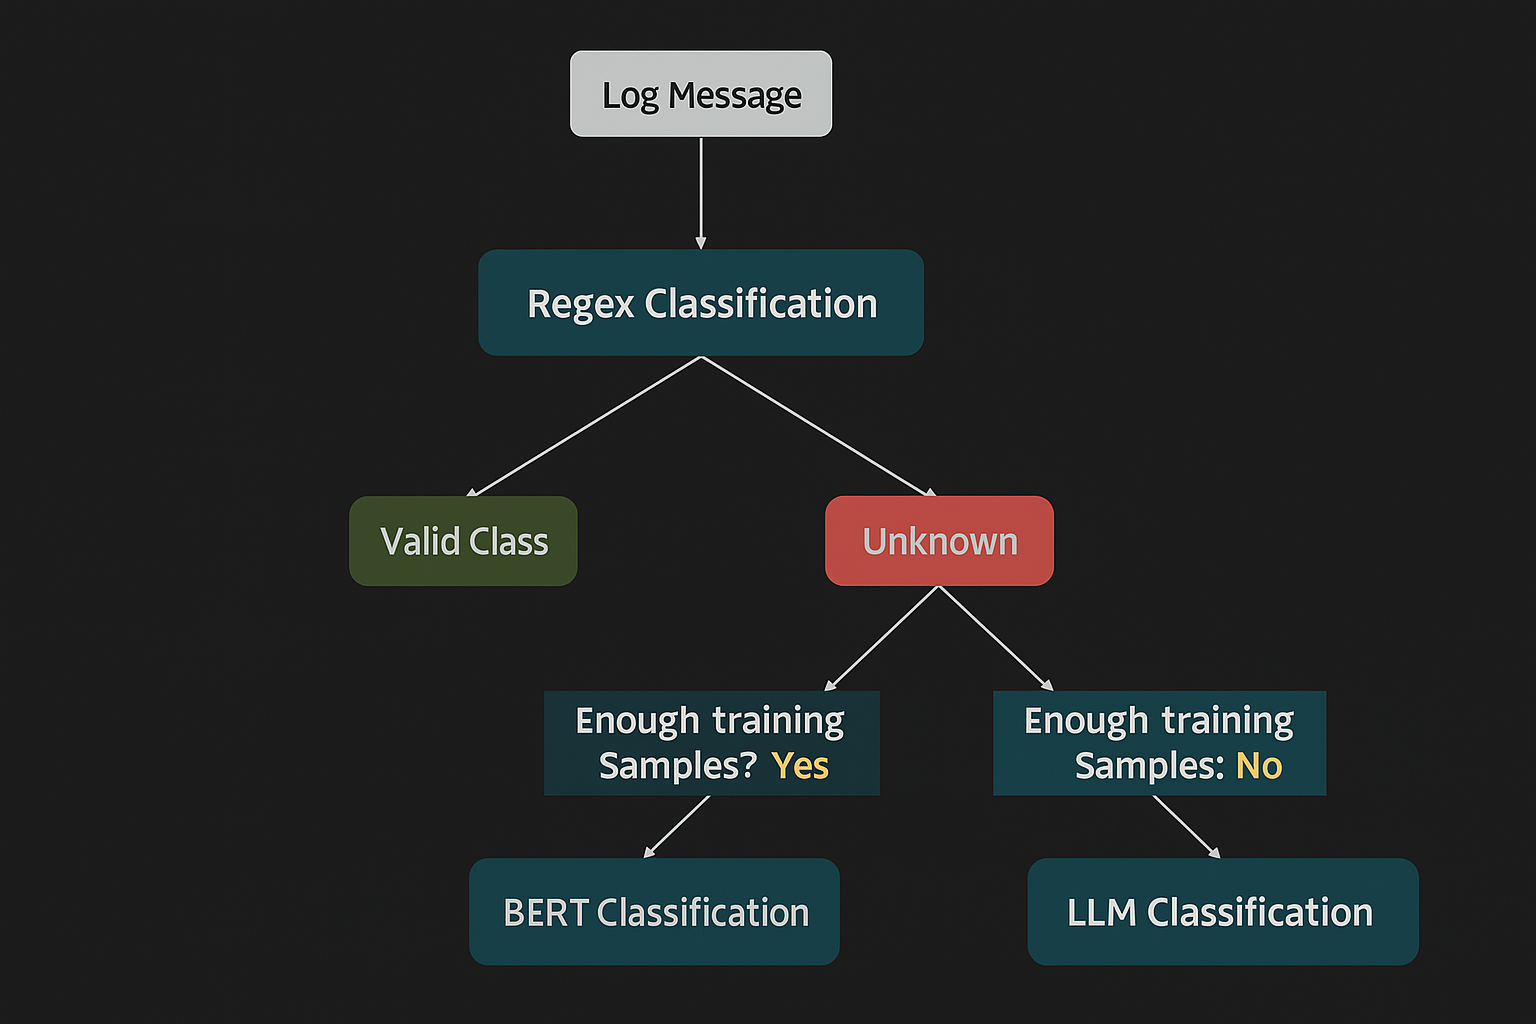 Log Message
Regex Classification
Valid Class
Unknown
Enough training
Samples? Yes
Enough training
Samples: No
BERT Classification
LLM Classification